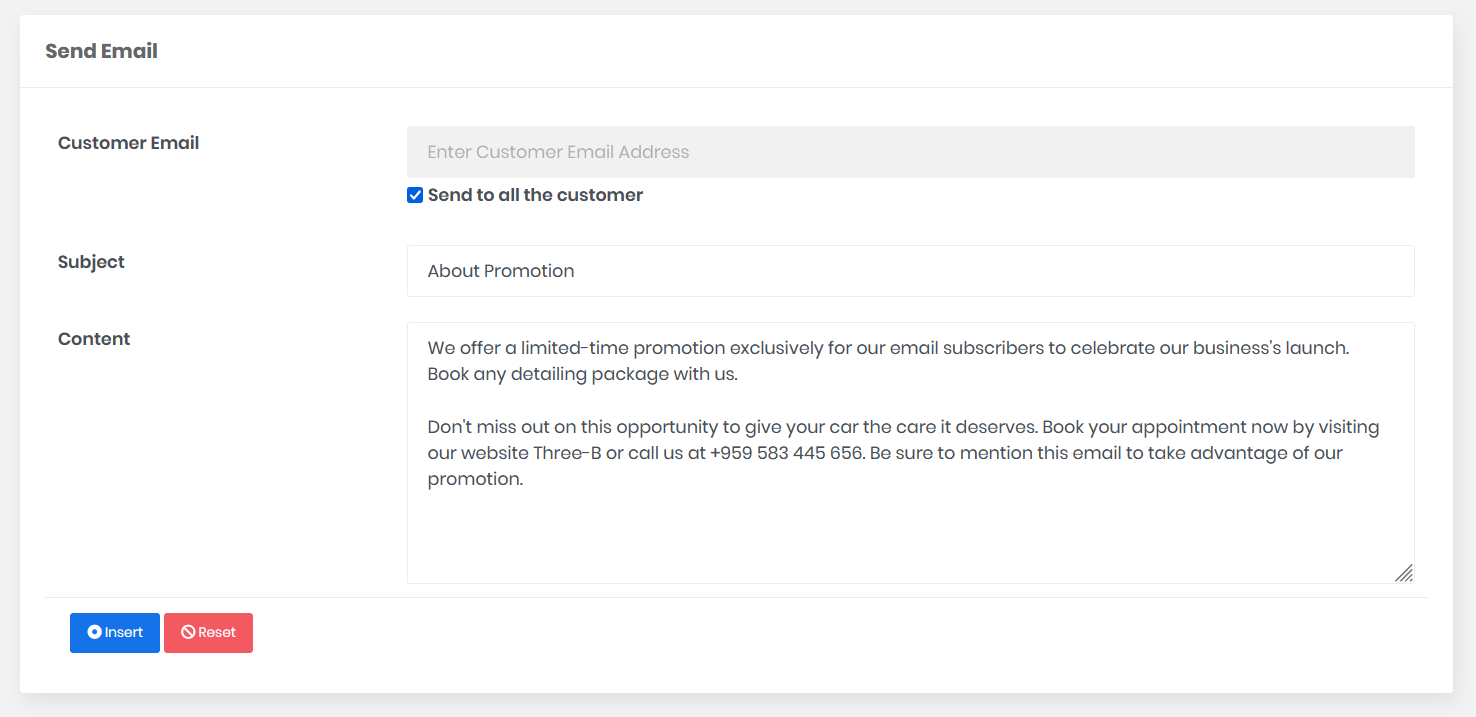 Send Email
Customer Email
Enter Customer Email Address
Send to all the customer
Subject
About Promotion
Content
We offer a limited-time promotion exclusively for our email subscribers to celebrate our business's launch.
Book any detailing package with us.
Don't miss out on this opportunity to give your car the care it deserves. Book your appointment now by visiting
our website Three-B or call us at +959 583 445 656. Be sure to mention this email to take advantage of our
promotion.
Insert
Reset